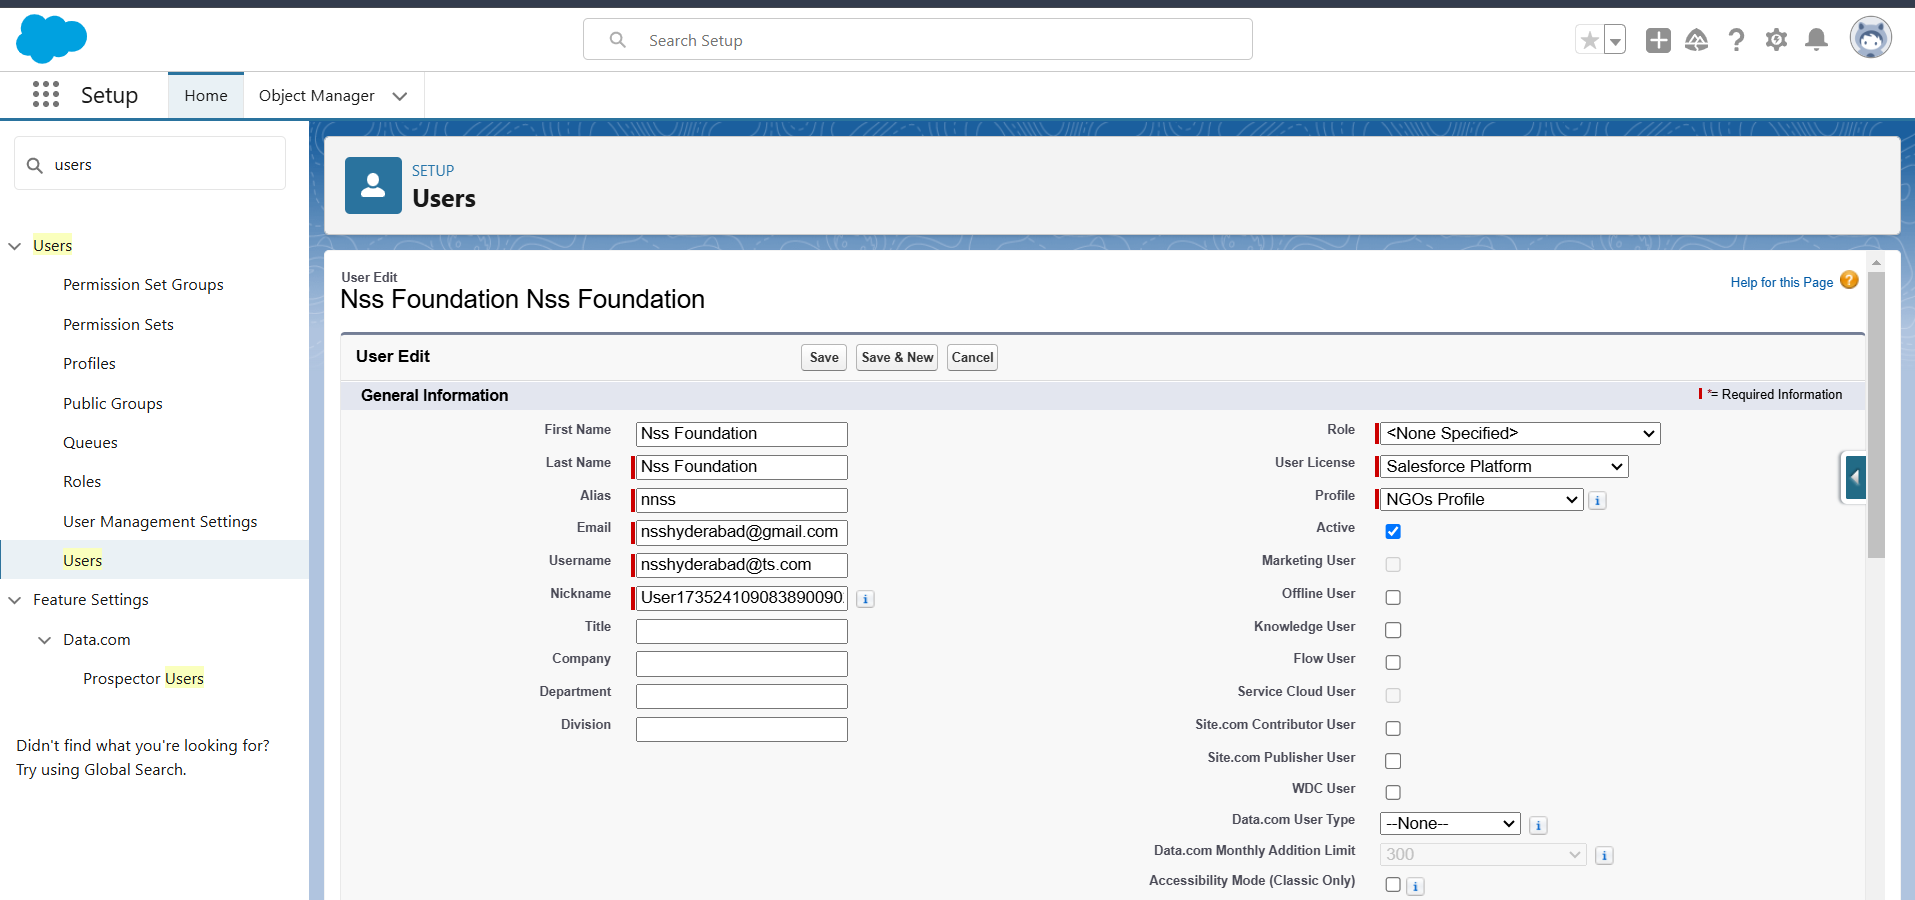 Search Setup
Setup
Home
Object Manager
users
Users
Permission Set Groups
Permission Sets
Profiles
Public Groups
Queues
Roles
User Management Settings
Users
Feature Settings
Data.com
Prospector Users
Didn't find what you're looking for?
Try using Global Search.
SETUP
Users
User Edit
Nss Foundation Nss Foundation
Help for this Page
User Edit
Save
Save & New
Cancel
General Information
*= Required Information
First Name Nss Foundation
Last Name Nss Foundation
Alias nnss
Email nsshyderabad@gmail.com
Username nsshyderabad@ts.com
Nickname User173524109083890090
Title
Company
Department
Division
Role <None Specified>
User License Salesforce Platform
Profile NGOs Profile
Active
Marketing User
Offline User
Knowledge User
Flow User
Service Cloud User
Site.com Contributor User
Site.com Publisher User
WDC User
Data.com User Type --None--
Data.com Monthly Addition Limit 300
Accessibility Mode (Classic Only)